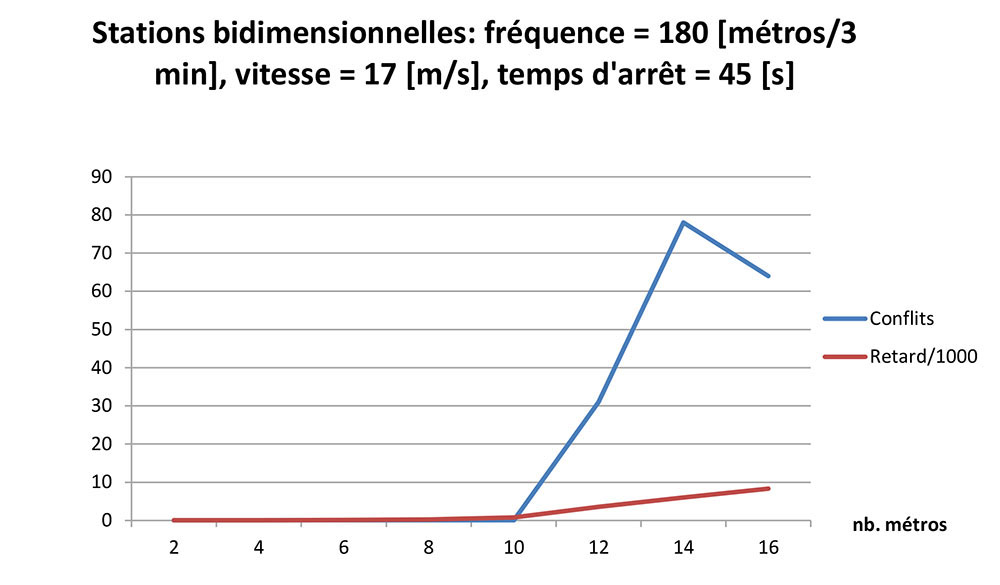 Stations bidimensionnelles: fréquence = 180 [métros/3
min], vitesse = 17 [m/s], temps d'arrêt = 45 [s]
90
80
70
60
50
40
30
20
10
0
2 4 6 8 10 12 14 16
nb. métros
Conflits
Retard/1000